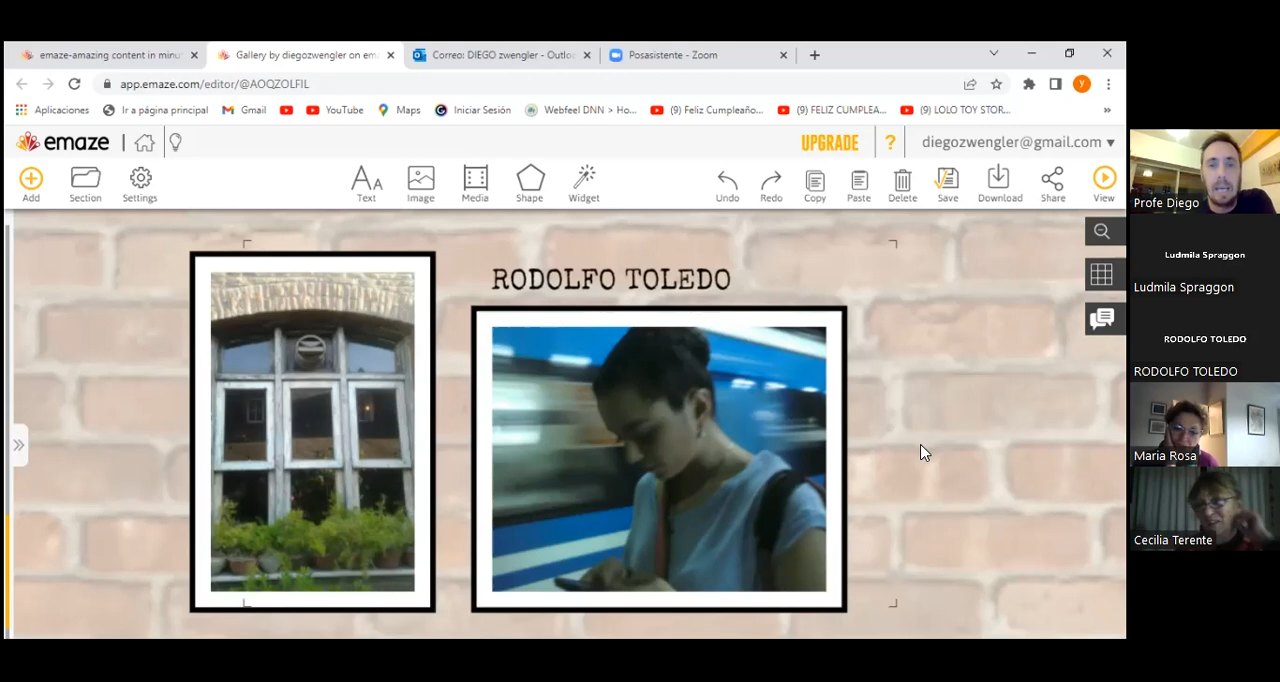 emaze-amazing content in minu
Gallery by diegozwengler on em
Correo: DIEGO zwengler - Outlo
Posasistente - Zoom
app.emaze.com/editor/@AOQZOLFIL
Y
Aplicaciones
Ir a página principal
Gmail
YouTube
Maps
Iniciar Sesión
Webfeel DNN > Ho...
(9) Feliz Cumpleaño...
(9) FELIZ CUMPLEA...
(9) LOLO TOY STOR...
»
emaze
UPGRADE
?
diegozwengler@gmail.com
Add
Section
Settings
Text
Image
Media
Shape
Widget
Undo
Redo
Copy
Paste
Delete
Save
Download
Share
View
RODOLFO TOLEDO
Profe Diego
Ludmila Spraggon
Ludmila Spraggon
RODOLFO TOLEDO
RODOLFO TOLEDO
Maria Rosa
Cecilia Terente